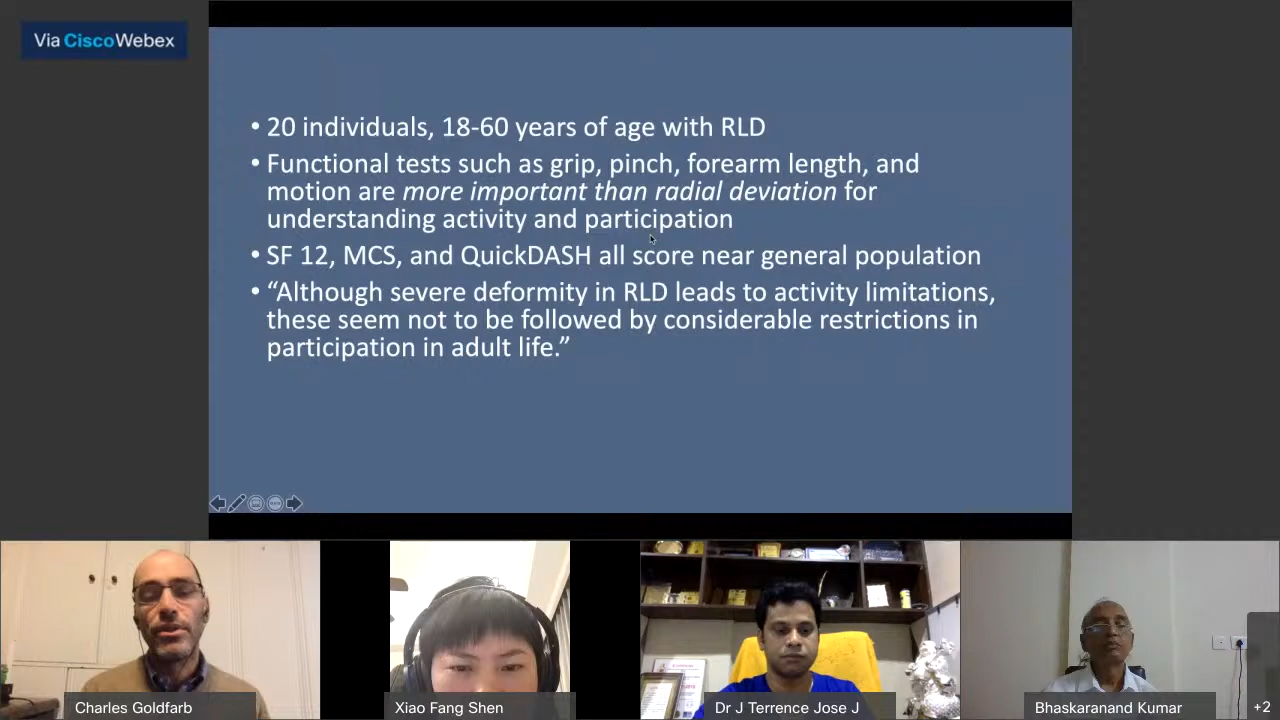 Via CiscoWebex
• 20 individuals, 18-60 years of age with RLD
• Functional tests such as grip, pinch, forearm length, and
motion are more important than radial deviation for
understanding activity and participation
• SF 12, MCS, and QuickDASH all score near general population
• “Although severe deformity in RLD leads to activity limitations,
these seem not to be followed by considerable restrictions in
participation in adult life.”
Charles Goldfarb
Xiao Fang Shen
Dr J Terrence Jose J
Bhaskaranand Kumar
+2